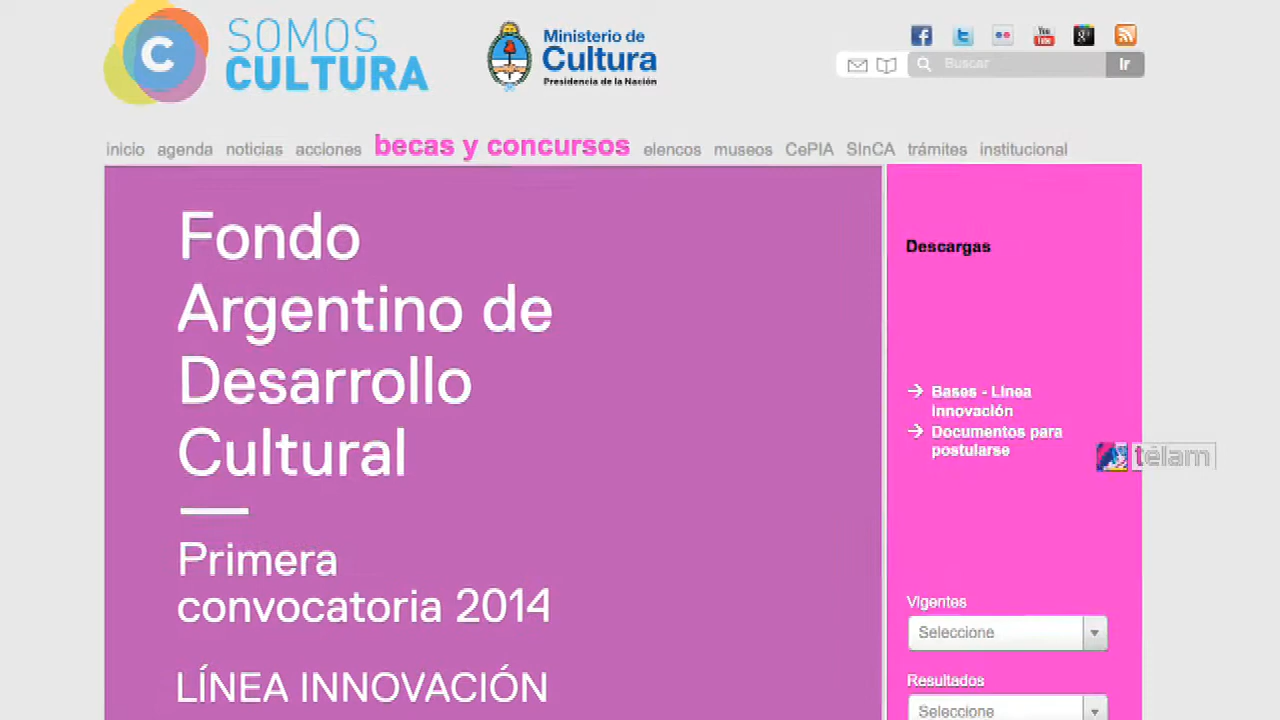 C
SOMOS
CULTURA
Ministerio de
Cultura
Presidencia de la Nación
You
Tube
g+
Buscar
Ir
inicio agenda noticias acciones becas y concursos elencos museos CePIA SInCA trámites institucional
Fondo
Argentino de
Desarrollo
Cultural
Primera
convocatoria 2014
LÍNEA INNOVACIÓN
Descargas
Bases - Línea
innovación
Documentos para
postularse
télam
Vigentes
Seleccione
Resultados
Seleccione